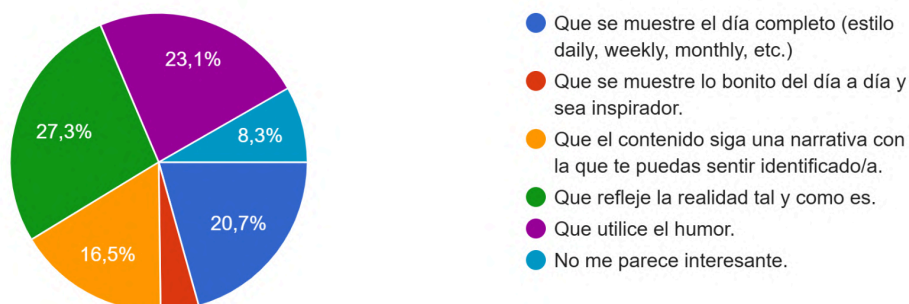 23,1%
27,3%
8,3%
20,7%
16,5%
Que se muestre el día completo (estilo
daily, weekly, monthly, etc.)
Que se muestre lo bonito del día a día y
sea inspirador.
Que el contenido siga una narrativa con
la que te puedas sentir identificado/a.
Que refleje la realidad tal y como es.
Que utilice el humor.
No me parece interesante.